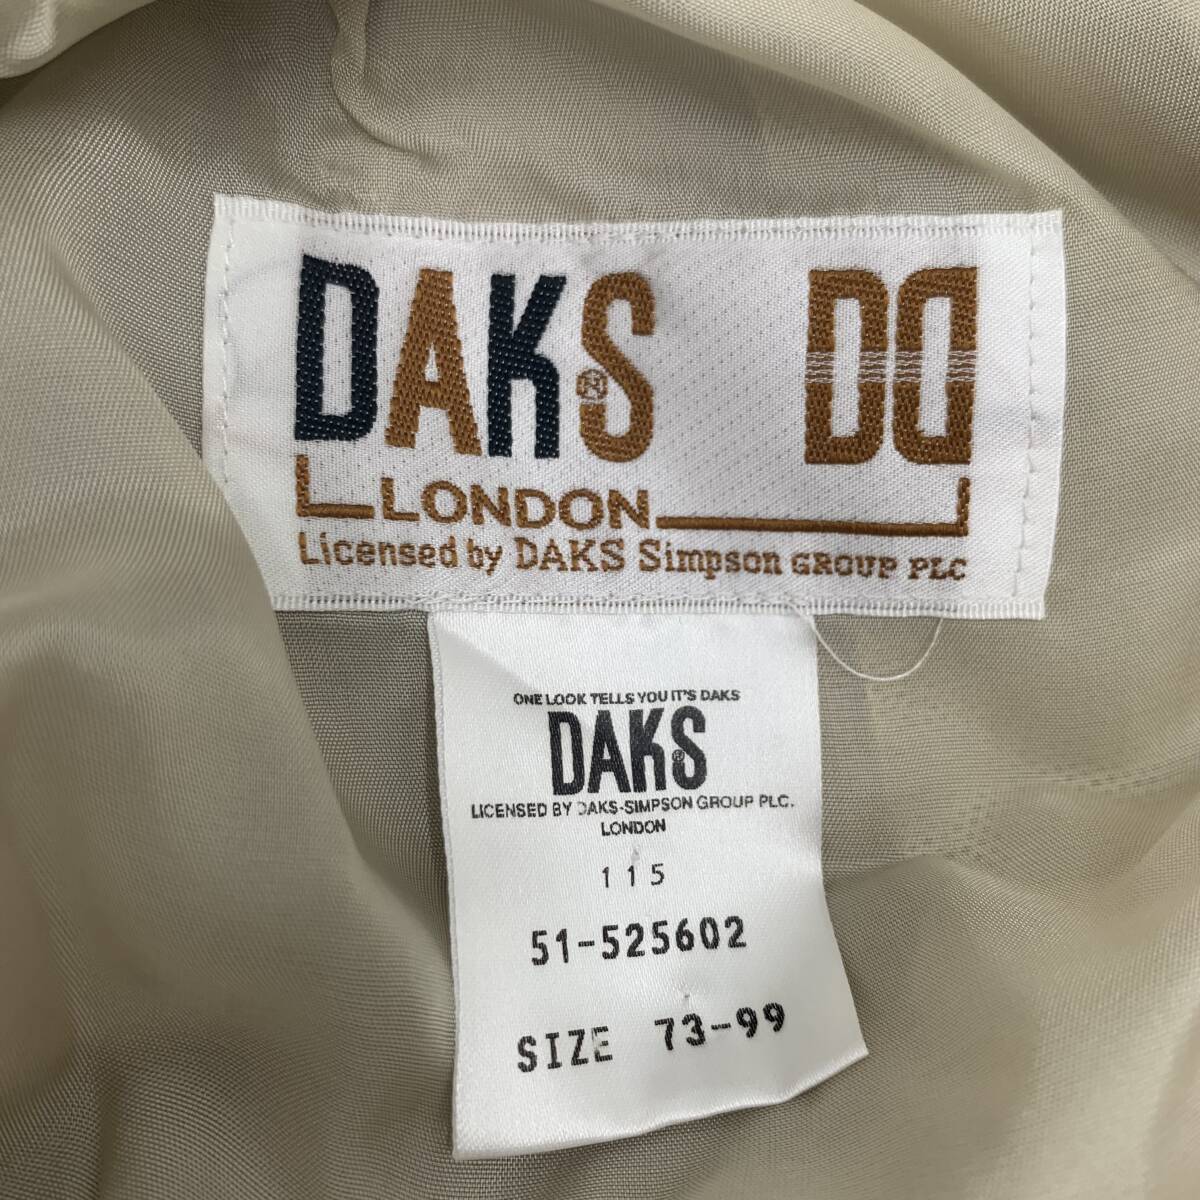 DAKS® DD
LONDON
Licensed by DAKS Simpson GROUP PLC
ONE LOOK TELLS YOU IT'S DAKS
DAKS®
LICENSED BY DAKS-SIMPSON GROUP PLC.
LONDON
115
51-525602
SIZE 73-99